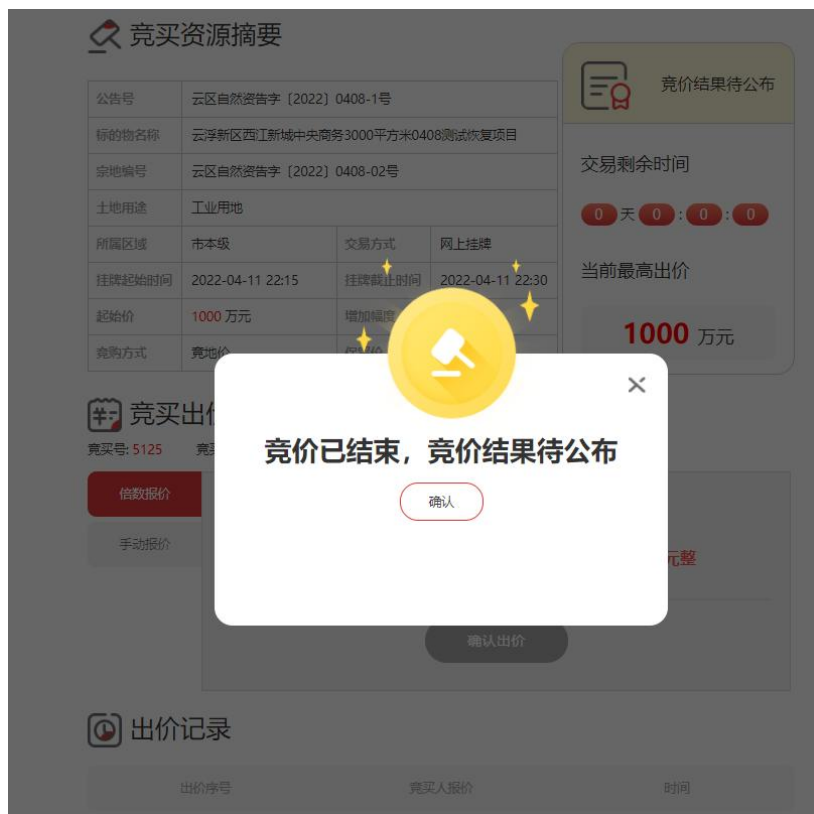 竞买资源摘要
竞价结果待公布
公告号 云区自然资告字〔2022〕0408-1号
标的物名称 云浮新区西江新城中央商务3000平方米0408测试恢复项目
宗地编号 云区自然资告字〔2022〕0408-02号
土地用途 工业用地
所属区域 市本级 交易方式 网上挂牌
挂牌起始时间 2022-04-11 22:15 挂牌截止时间 2022-04-11 22:30
起始价 1000 万元 增加幅度
竞购方式 竞地价
交易剩余时间
0 天 0 : 0 : 0
当前最高出价
1000 万元
竞买出价
竞买号: 5125
倍数报价
手动报价
竞价已结束，竞价结果待公布
确认
元整
确认出价
出价记录
出价序号 竞买人报价 时间